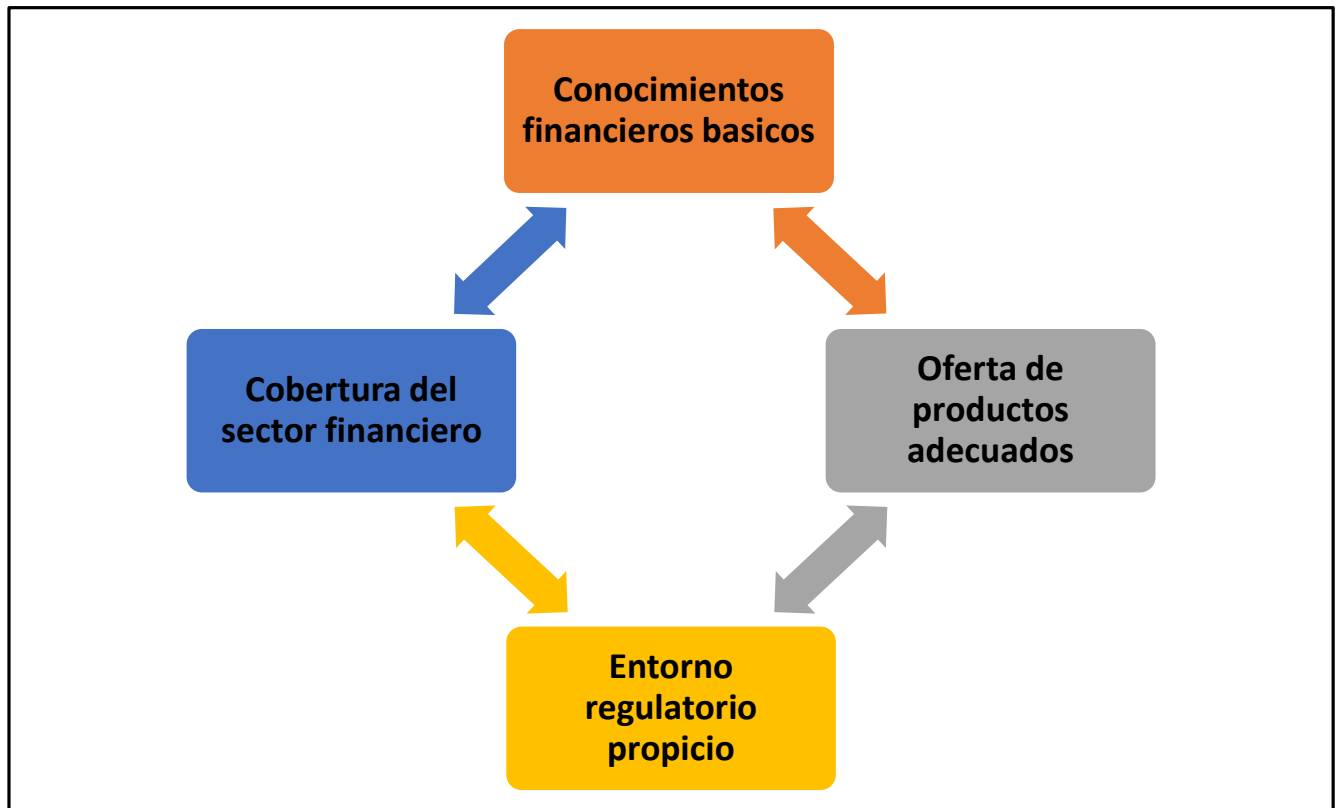 Conocimientos
financieros basicos
Cobertura del
sector financiero
Oferta de
productos
adecuados
Entorno
regulatorio
propicio